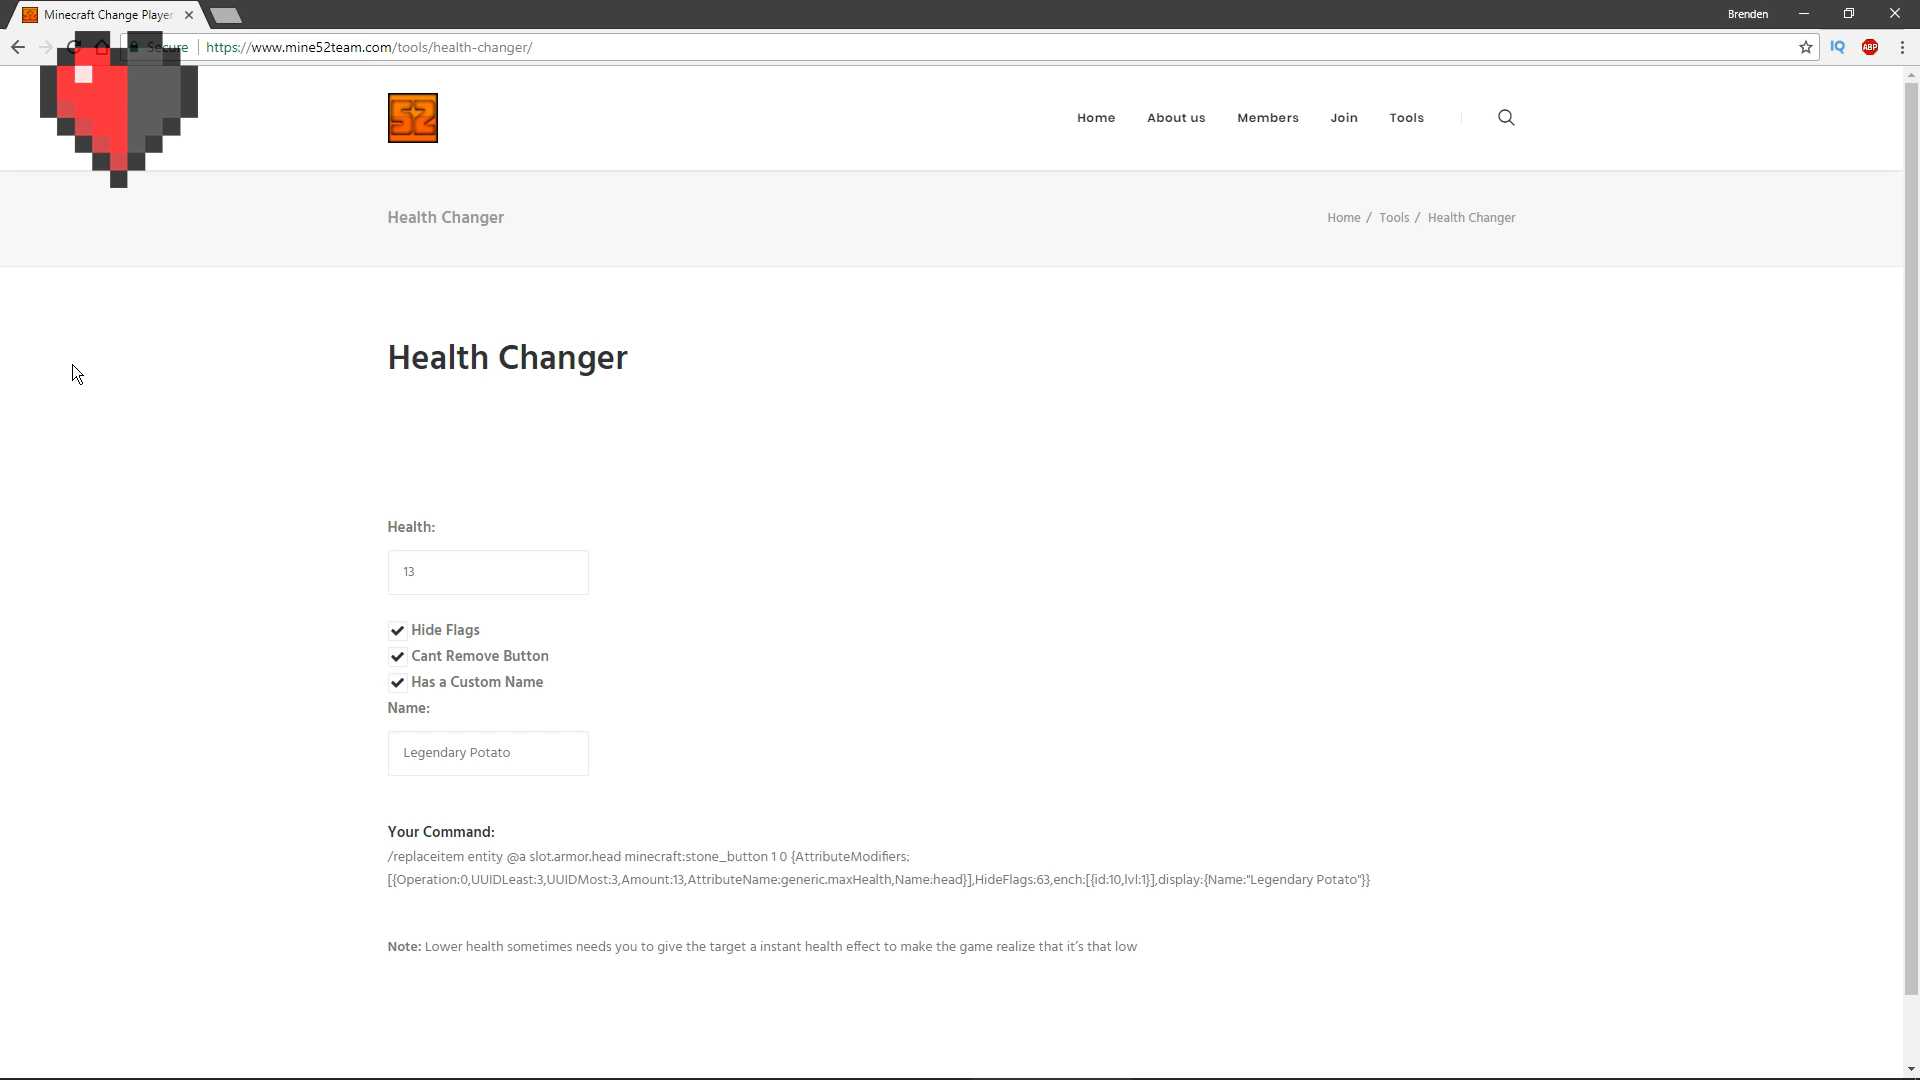 Minecraft Change Player
Brenden
Secure https://www.mine52team.com/tools/health-changer/
IQ
ABP
52
Home About us Members Join Tools
Health Changer
Home / Tools / Health Changer
Health Changer
Health:
13
Hide Flags
Cant Remove Button
Has a Custom Name
Name:
Legendary Potato
Your Command:
/replaceitem entity @a slot.armor.head minecraft:stone_button 1 0 {AttributeModifiers:
[{Operation:0,UUIDLeast:3,UUIDMost:3,Amount:13,AttributeName:generic.maxHealth,Name:head}],HideFlags:63,ench:[{id:10,lvl:1}],display:{Name:"Legendary Potato"}}
Note: Lower health sometimes needs you to give the target a instant health effect to make the game realize that it's that low